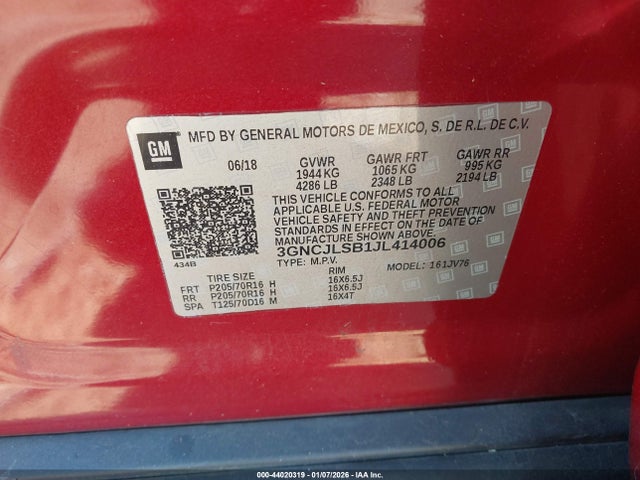 GM
MFD BY GENERAL MOTORS DE MEXICO, S. DE R.L. DE C.V.
06/18 GVWR GAWR FRT GAWR RR
1944 KG 1065 KG 995 KG
4286 LB 2348 LB 2194 LB
THIS VEHICLE CONFORMS TO ALL
APPLICABLE U.S. FEDERAL MOTOR
VEHICLE SAFETY AND THEFT PREVENTION
STANDARDS IN EFFECT ON THE DATE OF
MANUFACTURE SHOWN ABOVE.
3GNCJLSB1JL414006
434B
TYPE: M.P.V. MODEL: 161JV76
TIRE SIZE RIM
FRT P205/70R16 H 16X6.5J
RR P205/70R16 H 16X6.5J
SPA T125/70D16 M 16X4T
000-44020319 - 01/07/2026 - IAA Inc.